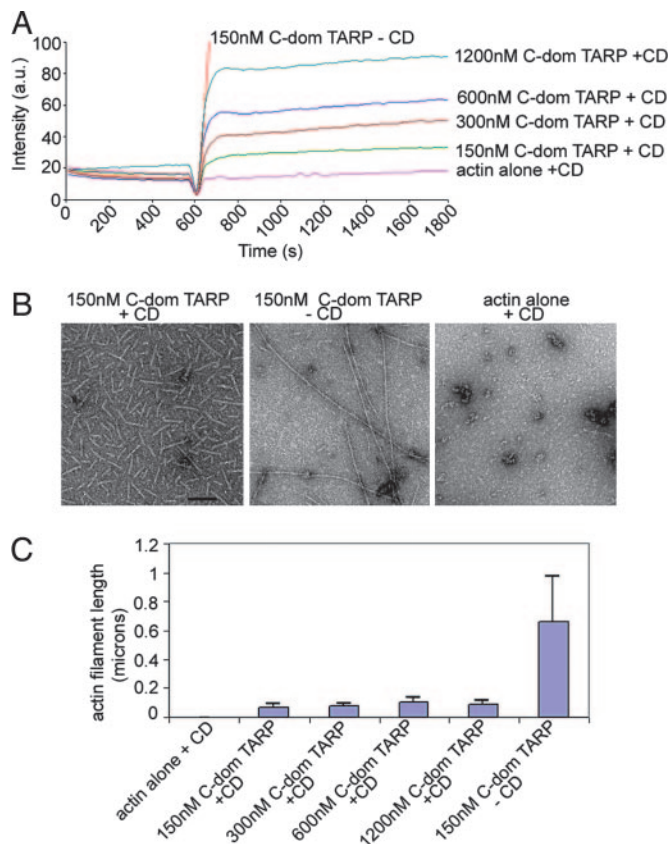 A
150nM C-dom TARP - CD
100
80
60
40
20
0
Intensity (a.u.)
0 200 400 600 800 1000 1200 1400 1600 1800
Time (s)
1200nM C-dom TARP +CD
600nM C-dom TARP + CD
300nM C-dom TARP + CD
150nM C-dom TARP + CD
actin alone +CD
B
150nM C-dom TARP
+ CD
150nM C-dom TARP
- CD
actin alone
+ CD
C
1.2
1
0.8
0.6
0.4
0.2
0
actin filament length
(microns)
actin alone + CD
150nM C-dom TARP
+CD
300nM C-dom TARP
+CD
600nM C-dom TARP
+CD
1200nM C-dom TARP
+CD
150nM C-dom TARP
- CD